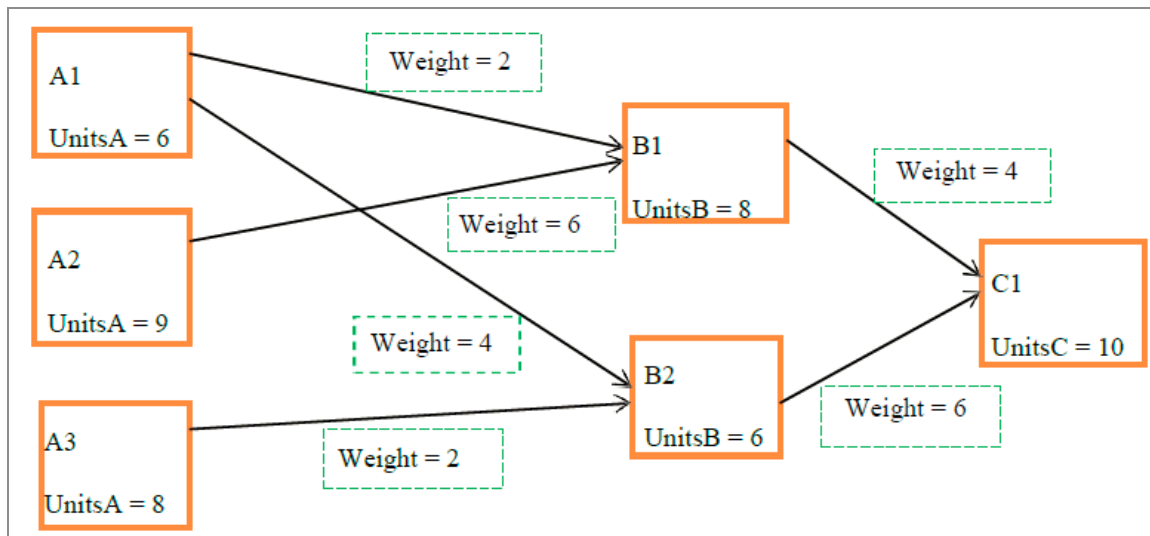 A1
UnitsA = 6
Weight = 2
A2
UnitsA = 9
Weight = 6
Weight = 4
A3
UnitsA = 8
Weight = 2
B1
UnitsB = 8
Weight = 4
B2
UnitsB = 6
Weight = 6
C1
UnitsC = 10